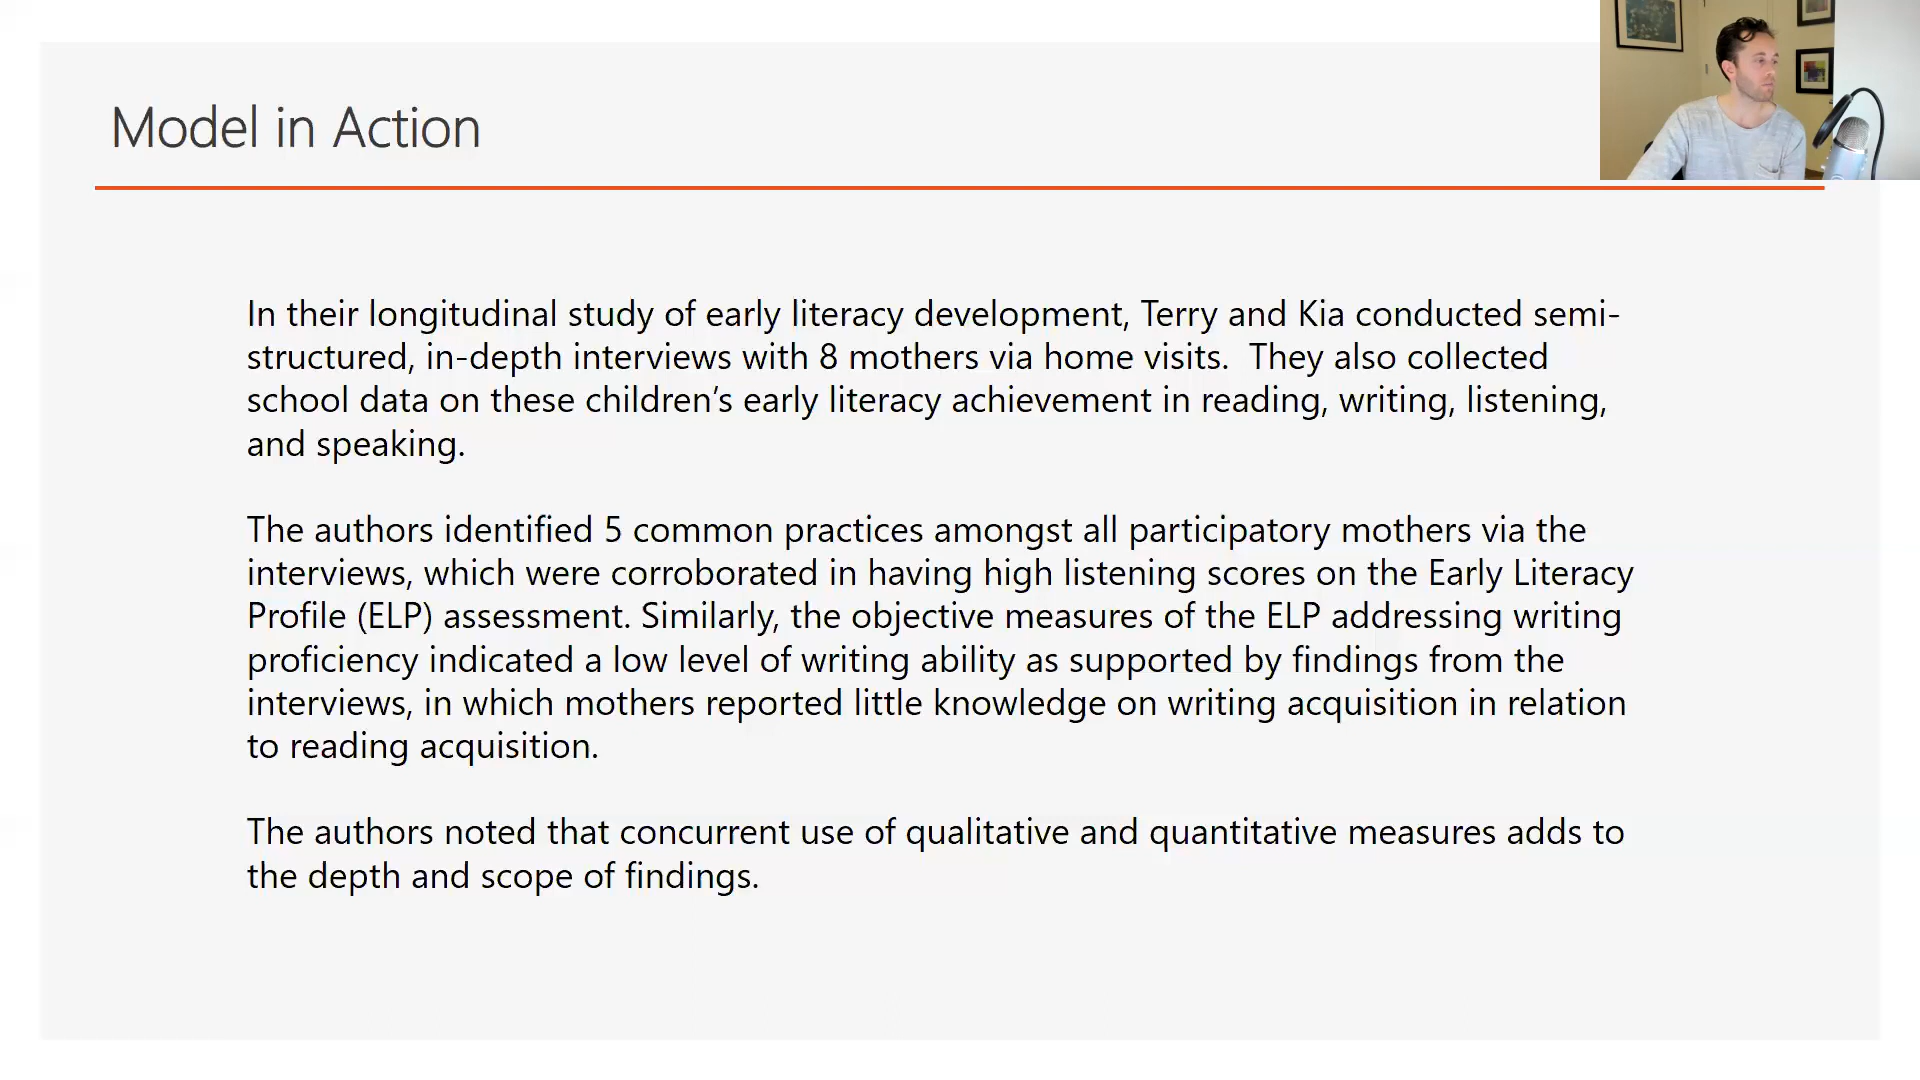 Model in Action
In their longitudinal study of early literacy development, Terry and Kia conducted semi-
structured, in-depth interviews with 8 mothers via home visits.  They also collected
school data on these children’s early literacy achievement in reading, writing, listening,
and speaking.
The authors identified 5 common practices amongst all participatory mothers via the
interviews, which were corroborated in having high listening scores on the Early Literacy
Profile (ELP) assessment. Similarly, the objective measures of the ELP addressing writing
proficiency indicated a low level of writing ability as supported by findings from the
interviews, in which mothers reported little knowledge on writing acquisition in relation
to reading acquisition.
The authors noted that concurrent use of qualitative and quantitative measures adds to
the depth and scope of findings.